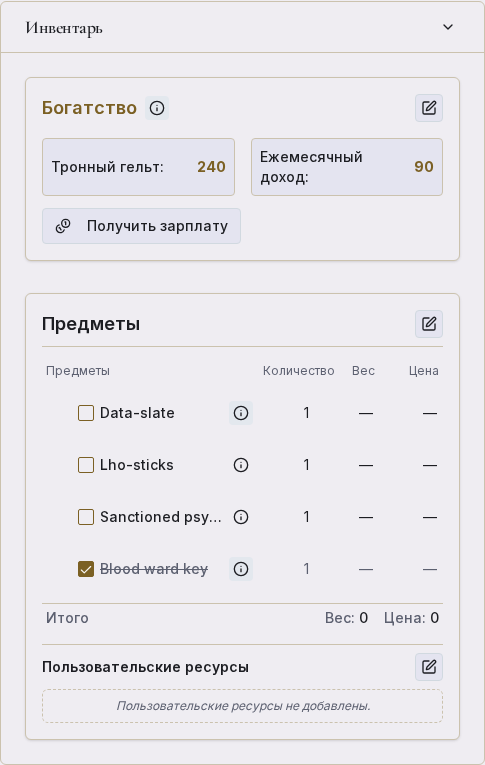 Инвентарь
Богатство
Тронный гельт: 240
Ежемесячный доход: 90
Получить зарплату
Предметы
Предметы Количество Вес Цена
Data-slate 1 — —
Lho-sticks 1 — —
Sanctioned psy... 1 — —
Blood ward key 1 — —
Итого Вес: 0 Цена: 0
Пользовательские ресурсы
Пользовательские ресурсы не добавлены.